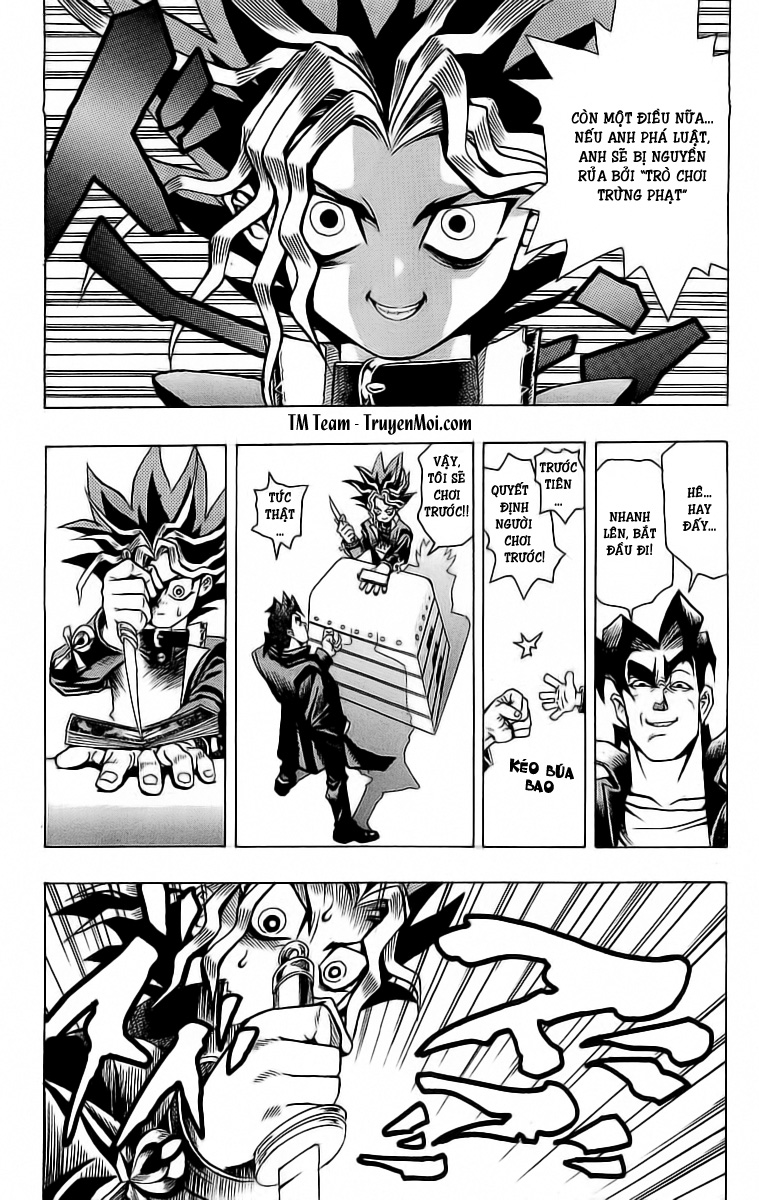 CÒN MỘT ĐIỀU NỮA...
NẾU ANH PHÁ LUẬT,
ANH SẼ BỊ NGUYỀN
RỦA BỞI "TRÒ CHƠI
TRỪNG PHẠT"
TM Team - TruyenMoi.com
HÊ...
HAY
ĐẤY...
NHANH
LÊN, BẮT
ĐẦU ĐI!
TRƯỚC
TIÊN
...
QUYẾT
ĐỊNH
NGƯỜI
CHƠI
TRƯỚC!
KÉO BÚA
BAO
VẬY,
TÔI SẼ
CHƠI
TRƯỚC!!
TỨC
THẬT
...